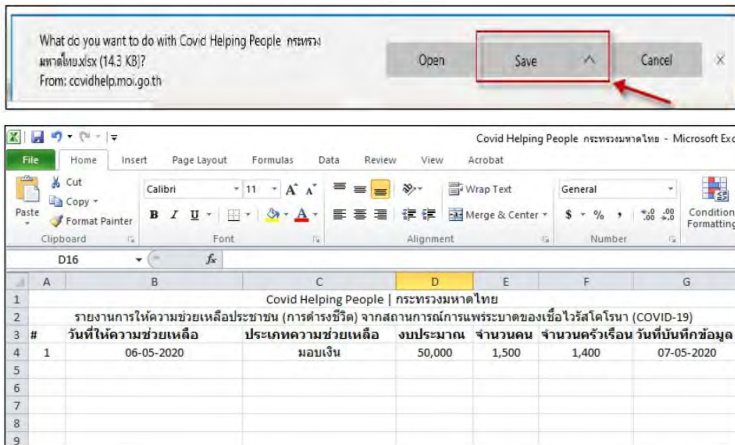 What do you want to do with Covid Helping People กระทรวง
มหาดไทย.xlsx (14.3 KB)?
From: covidhelp.moi.go.th
Open
Save
Cancel
X
Covid Helping People กระทรวงมหาดไทย - Microsoft Exc
File Home Insert Page Layout Formulas Data Review View Acrobat
Paste
Cut
Copy
Format Painter
Clipboard
Calibri 11 A A
B I U A
Font
Wrap Text
Merge & Center
Alignment
General
$ % , .00 .0
Number
Condition
Formatting
D16 fx
A B C D E F G
1 Covid Helping People | กระทรวงมหาดไทย
2 รายงานการให้ความช่วยเหลือประชาชน (การดำรงชีวิต) จากสถานการณ์การแพร่ระบาดของเชื้อไวรัสโคโรนา (COVID-19)
3 # วันที่ให้ความช่วยเหลือ ประเภทความช่วยเหลือ งบประมาณ จำนวนคน จำนวนครัวเรือน วันที่บันทึกข้อมูล
4 1 06-05-2020 มอบเงิน 50,000 1,500 1,400 07-05-2020
5
6
7
8
9